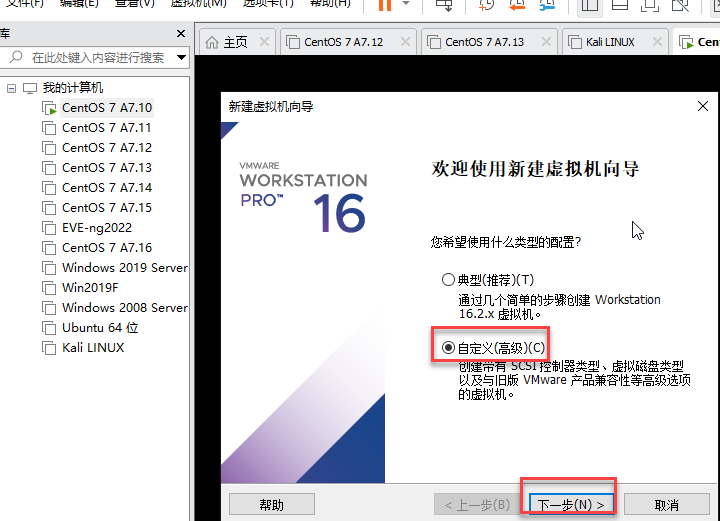 文件(F) 编辑(E) 查看(V) 虚拟机(M) 选项卡(T) 帮助(H)
库
在此处键入内容进行搜索
主页 CentOS 7 A7.12 CentOS 7 A7.13 Kali LINUX Cen
我的计算机
CentOS 7 A7.10
CentOS 7 A7.11
CentOS 7 A7.12
CentOS 7 A7.13
CentOS 7 A7.14
CentOS 7 A7.15
EVE-ng2022
CentOS 7 A7.16
Windows 2019 Server
Win2019F
Windows 2008 Server
Ubuntu 64 位
Kali LINUX
新建虚拟机向导
VMWARE
WORKSTATION
PRO™ 16
欢迎使用新建虚拟机向导
您希望使用什么类型的配置?
典型(推荐)(T)
通过几个简单的步骤创建 Workstation
16.2.x 虚拟机。
自定义(高级)(C)
创建带有 SCSI 控制器类型、虚拟磁盘类型
以及与旧版 VMware 产品兼容性等高级选项
的虚拟机。
帮助 < 上一步(B) 下一步(N) > 取消